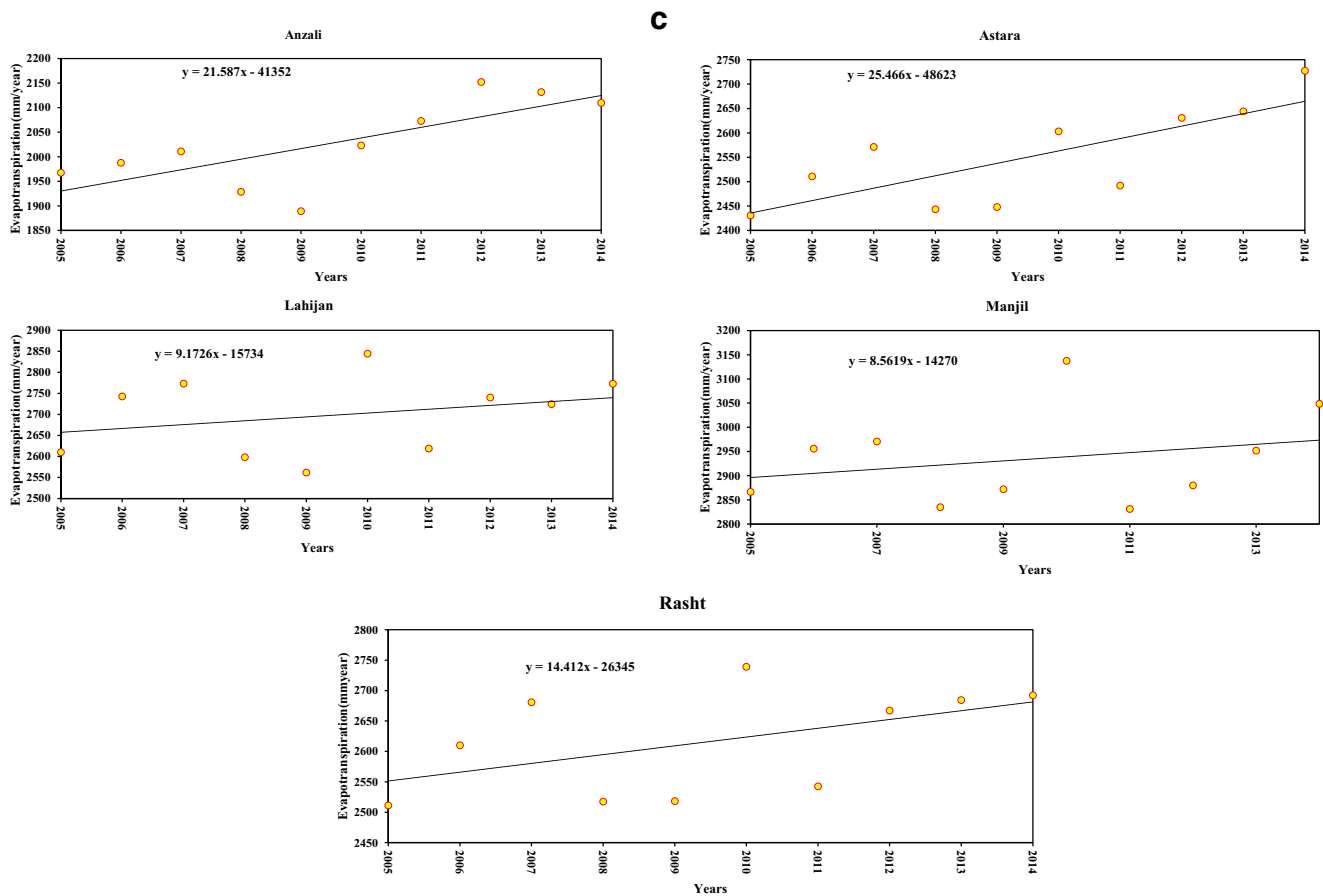 c
Anzali
Evapotranspiration(mm/year)
2200
2150
2100
2050
2000
1950
1900
1850
y = 21.587x - 41352
2005 2006 2007 2008 2009 2010 2011 2012 2013 2014
Years
Astara
Evapotranspiration(mm/year)
2750
2700
2650
2600
2550
2500
2450
2400
y = 25.466x - 48623
2005 2006 2007 2008 2009 2010 2011 2012 2013 2014
Years
Lahijan
Evapotranspiration(mm/year)
2900
2850
2800
2750
2700
2650
2600
2550
2500
y = 9.1726x - 15734
2005 2006 2007 2008 2009 2010 2011 2012 2013 2014
Years
Manjil
Evapotranspiration(mm/year)
3200
3150
3100
3050
3000
2950
2900
2850
2800
y = 8.5619x - 14270
2005 2007 2009 2011 2013
Years
Rasht
Evapotranspiration(mmyear)
2800
2750
2700
2650
2600
2550
2500
2450
y = 14.412x - 26345
2005 2006 2007 2008 2009 2010 2011 2012 2013 2014
Years